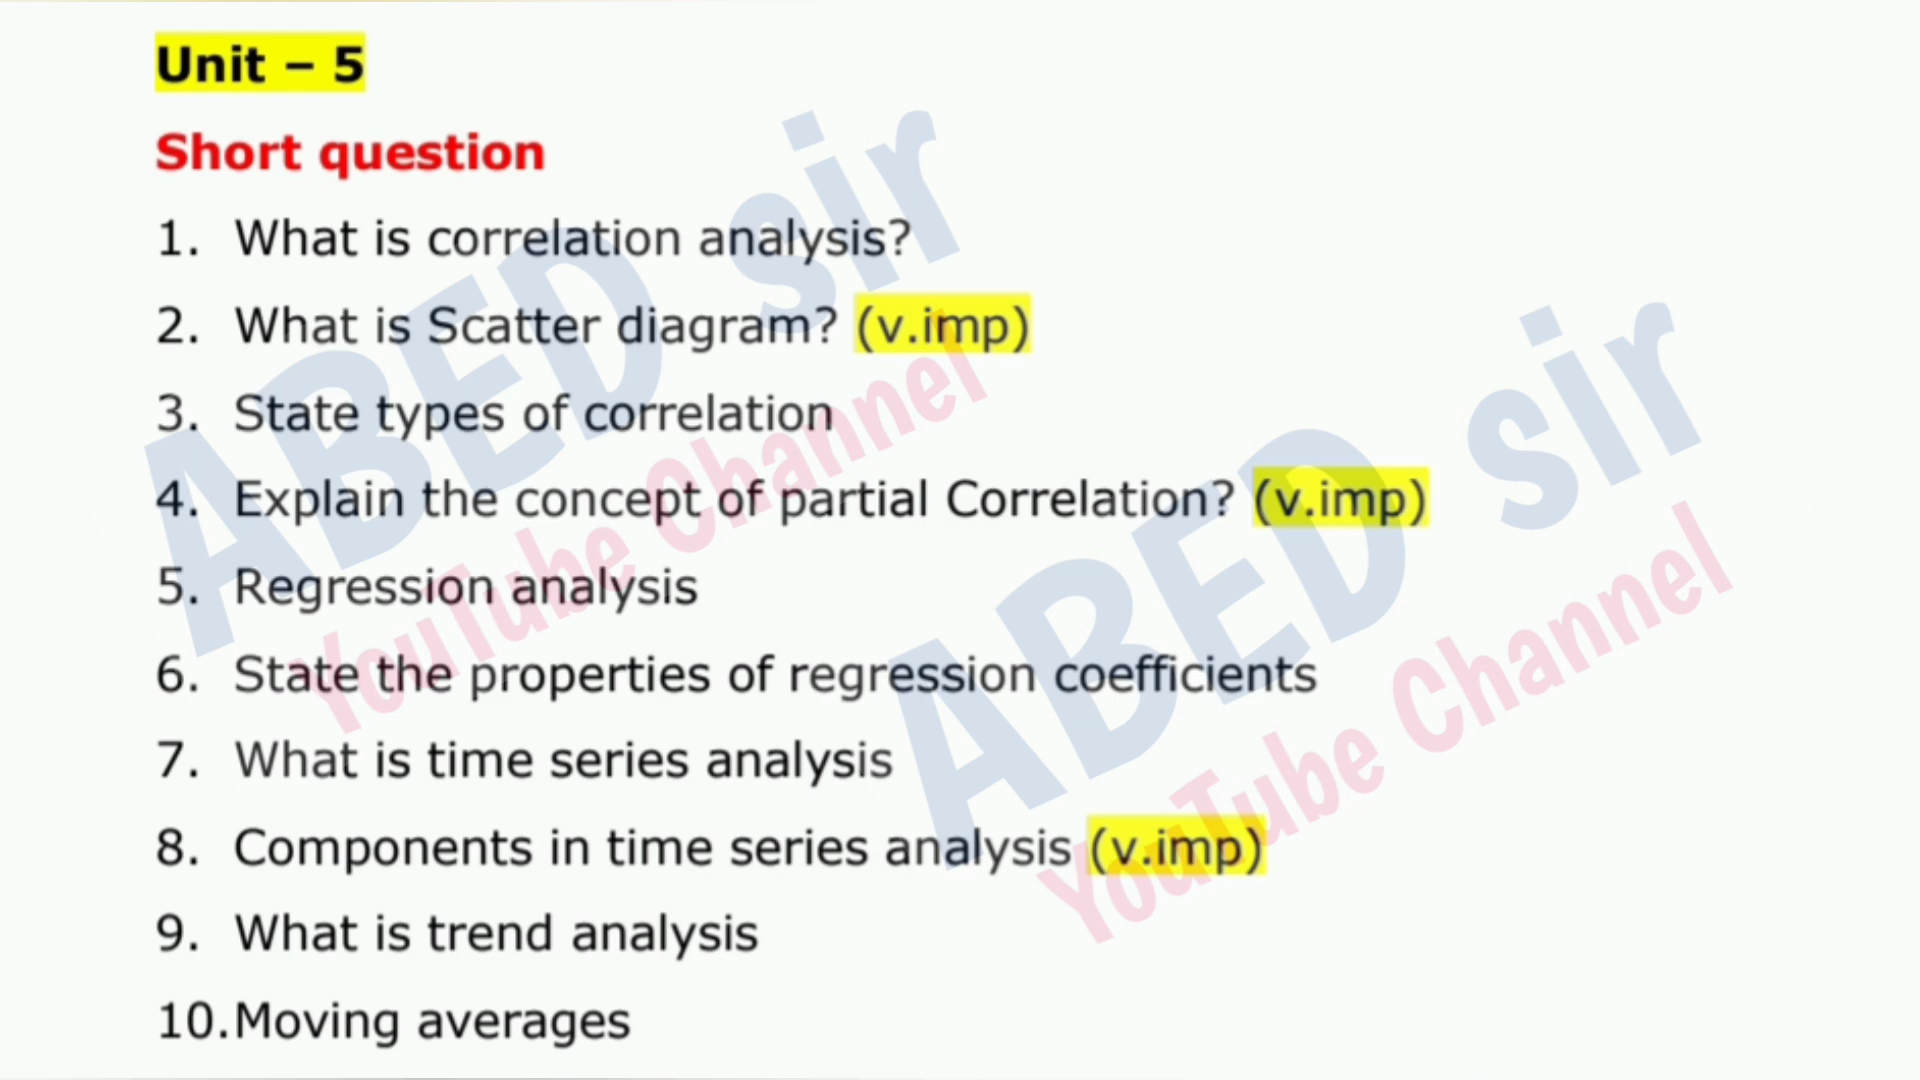 Unit – 5
Short question
1. What is correlation analysis?
2. What is Scatter diagram? (v.imp)
3. State types of correlation
4. Explain the concept of partial Correlation? (v.imp)
5. Regression analysis
6. State the properties of regression coefficients
7. What is time series analysis
8. Components in time series analysis (v.imp)
9. What is trend analysis
10.Moving averages
ABED sir
YouTube Channel
ABED sir
YouTube Channel